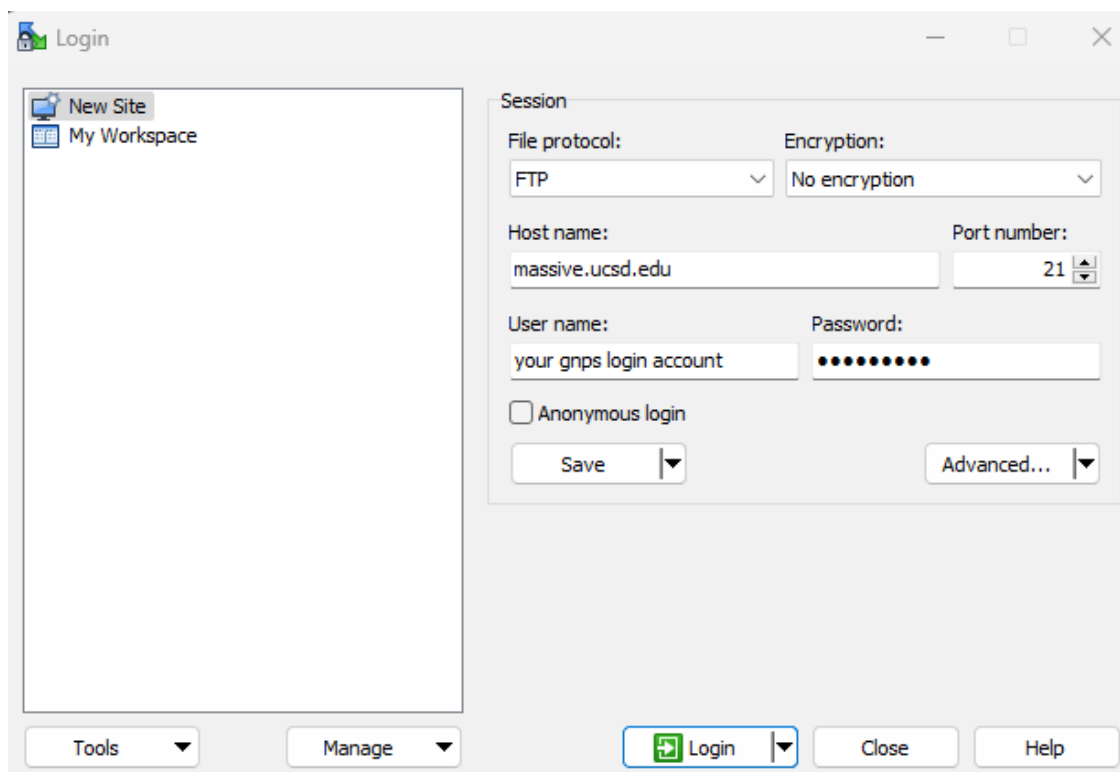 Login
New Site
My Workspace
Session
File protocol: Encryption:
FTP No encryption
Host name: Port number:
massive.ucsd.edu 21
User name: Password:
your gnps login account ●●●●●●●●●
Anonymous login
Save Advanced...
Tools Manage Login Close Help